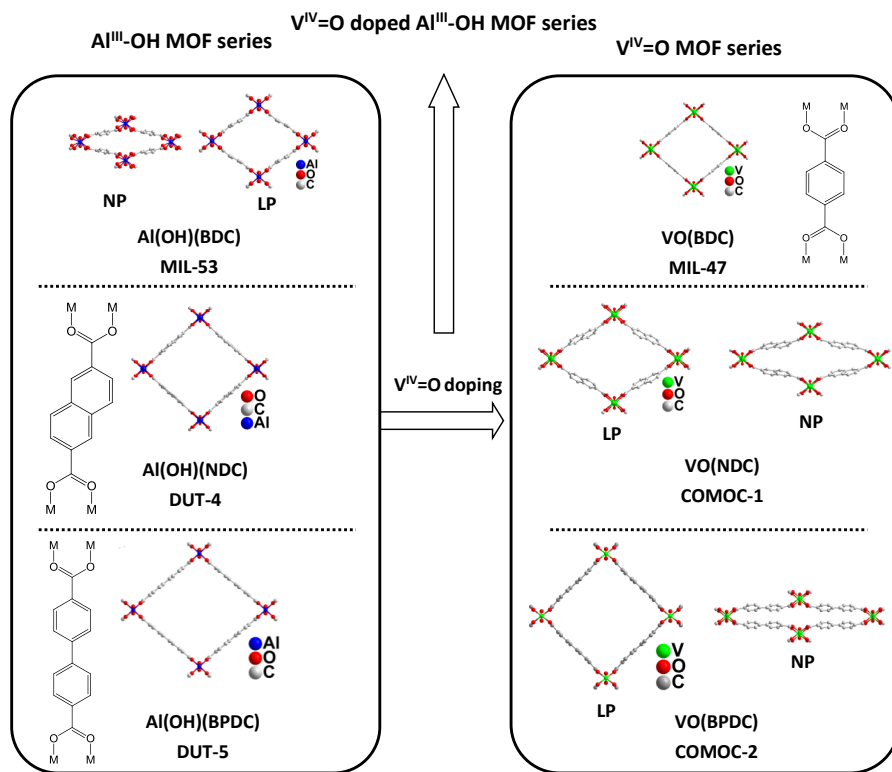 V^IV=O doped Al^III-OH MOF series
Al^III-OH MOF series
V^IV=O MOF series
NP
LP
Al
O
C
Al(OH)(BDC)
MIL-53
M M
O O
O O
M M
O
C
Al
Al(OH)(NDC)
DUT-4
M M
O O
O O
M M
Al
O
C
Al(OH)(BPDC)
DUT-5
V^IV=O doping
V
O
C
M M
O O
O O
M M
VO(BDC)
MIL-47
LP
V
O
C
NP
VO(NDC)
COMOC-1
LP
V
O
C
NP
VO(BPDC)
COMOC-2
M M
O O
O O
M M